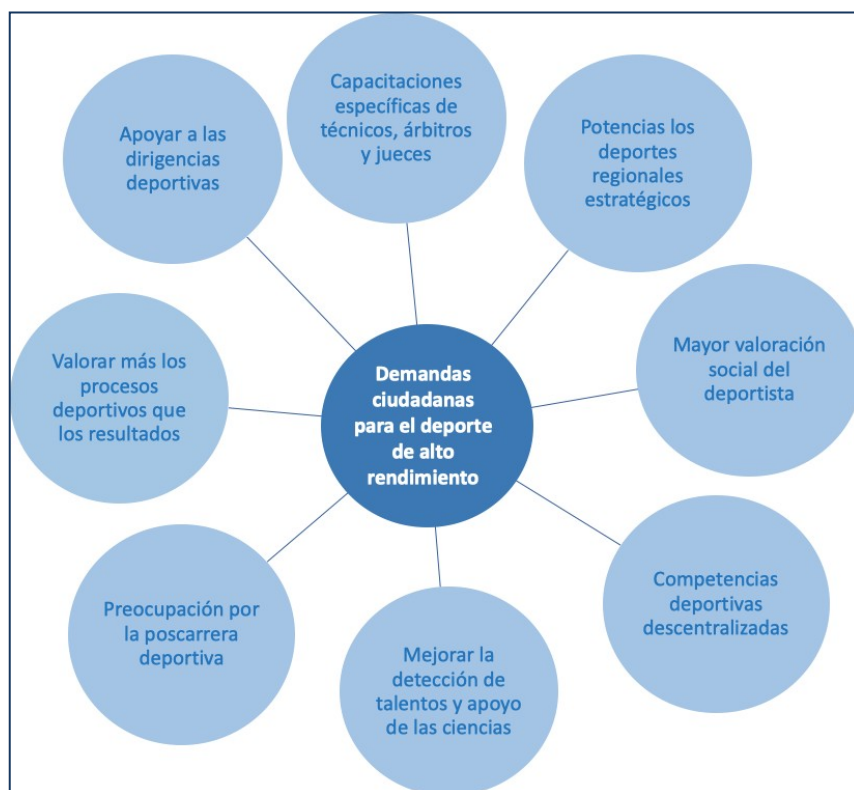 Capacitaciones
específicas de
técnicos, árbitros
y jueces
Apoyar a las
dirigencias
deportivas
Potencias los
deportes
regionales
estratégicos
Valorar más los
procesos
deportivos que
los resultados
Demandas
ciudadanas
para el deporte
de alto
rendimiento
Mayor valoración
social del
deportista
Preocupación por
la poscarrera
deportiva
Mejorar la
detección de
talentos y apoyo
de las ciencias
Competencias
deportivas
descentralizadas